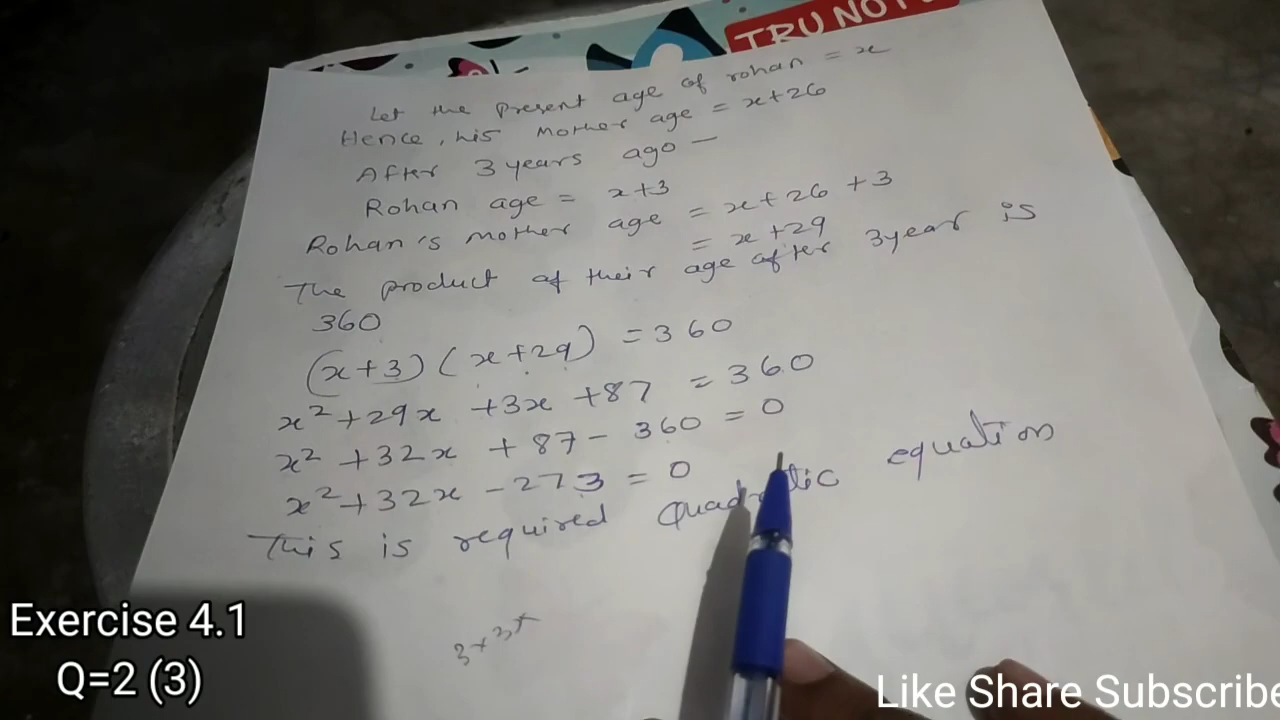 TRU NOT
Let the present age of rohan = x
Hence, his mother age = x+26
After 3 years ago —
Rohan age = x+3
Rohan's mother age = x+26+3
= x+29
The product of their age after 3year is
360
(x+3)(x+29) = 360
x²+29x +3x +87 = 360
x² +32x +87- 360 = 0
x²+32x -273 = 0
This is required quadratic equation
Exercise 4.1
Q=2 (3)
Like Share Subscribe